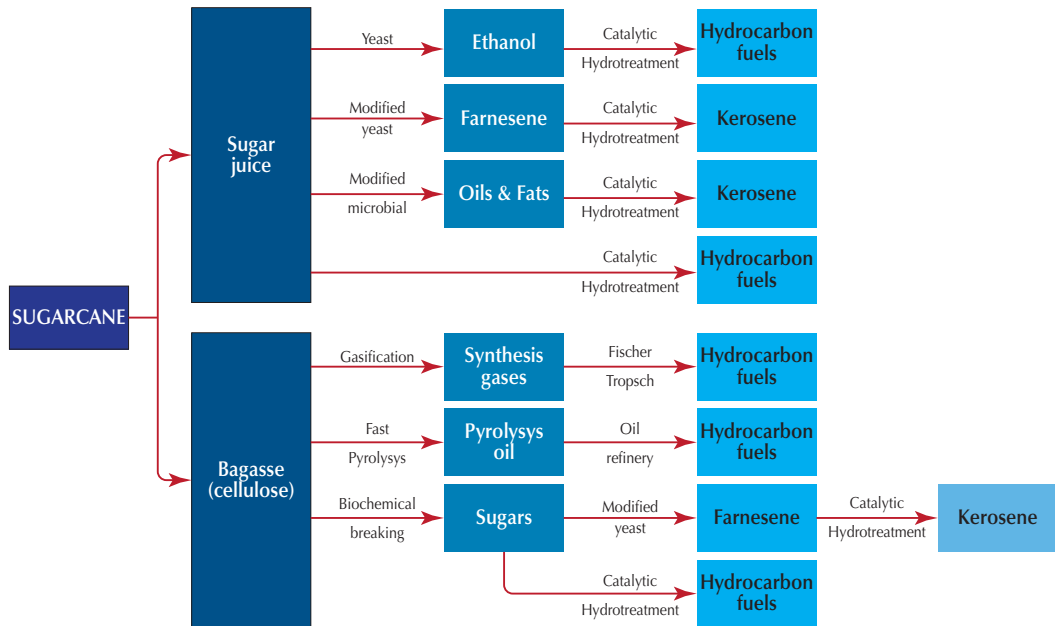 Yeast
Ethanol
Catalytic
Hydrotreatment
Hydrocarbon
fuels
Modified
yeast
Farnesene
Catalytic
Hydrotreatment
Kerosene
Sugar
juice
Modified
microbial
Oils & Fats
Catalytic
Hydrotreatment
Kerosene
Catalytic
Hydrotreatment
Hydrocarbon
fuels
SUGARCANE
Gasification
Synthesis
gases
Fischer
Tropsch
Hydrocarbon
fuels
Fast
Pyrolysys
Pyrolysys
oil
Oil
refinery
Hydrocarbon
fuels
Bagasse
(cellulose)
Biochemical
breaking
Sugars
Modified
yeast
Farnesene
Catalytic
Hydrotreatment
Kerosene
Catalytic
Hydrotreatment
Hydrocarbon
fuels